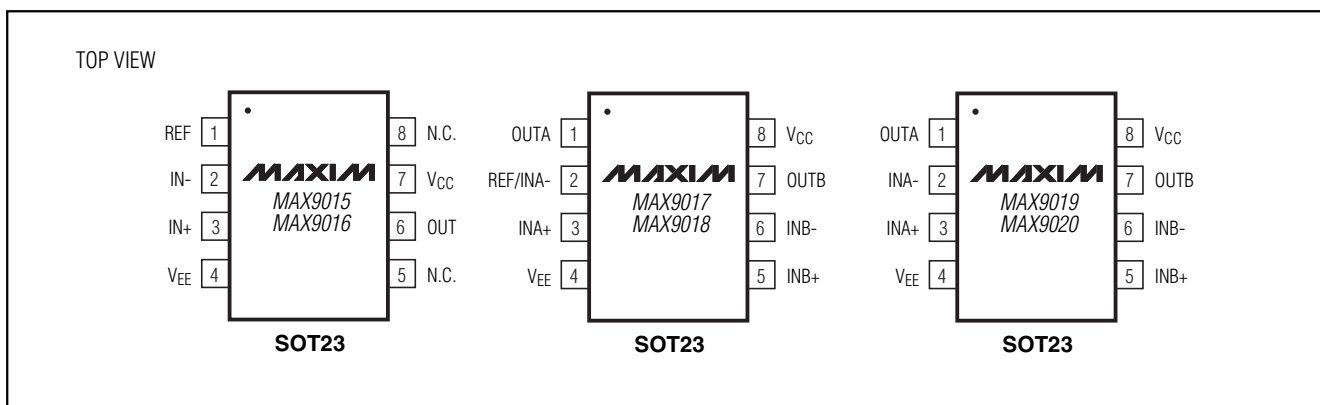 TOP VIEW
REF 1 8 N.C.
IN- 2 MAXIM 7 VCC
MAX9015
IN+ 3 MAX9016 6 OUT
VEE 4 5 N.C.
SOT23
OUTA 1 8 VCC
REF/INA- 2 MAXIM 7 OUTB
MAX9017
INA+ 3 MAX9018 6 INB-
VEE 4 5 INB+
SOT23
OUTA 1 8 VCC
INA- 2 MAXIM 7 OUTB
MAX9019
INA+ 3 MAX9020 6 INB-
VEE 4 5 INB+
SOT23